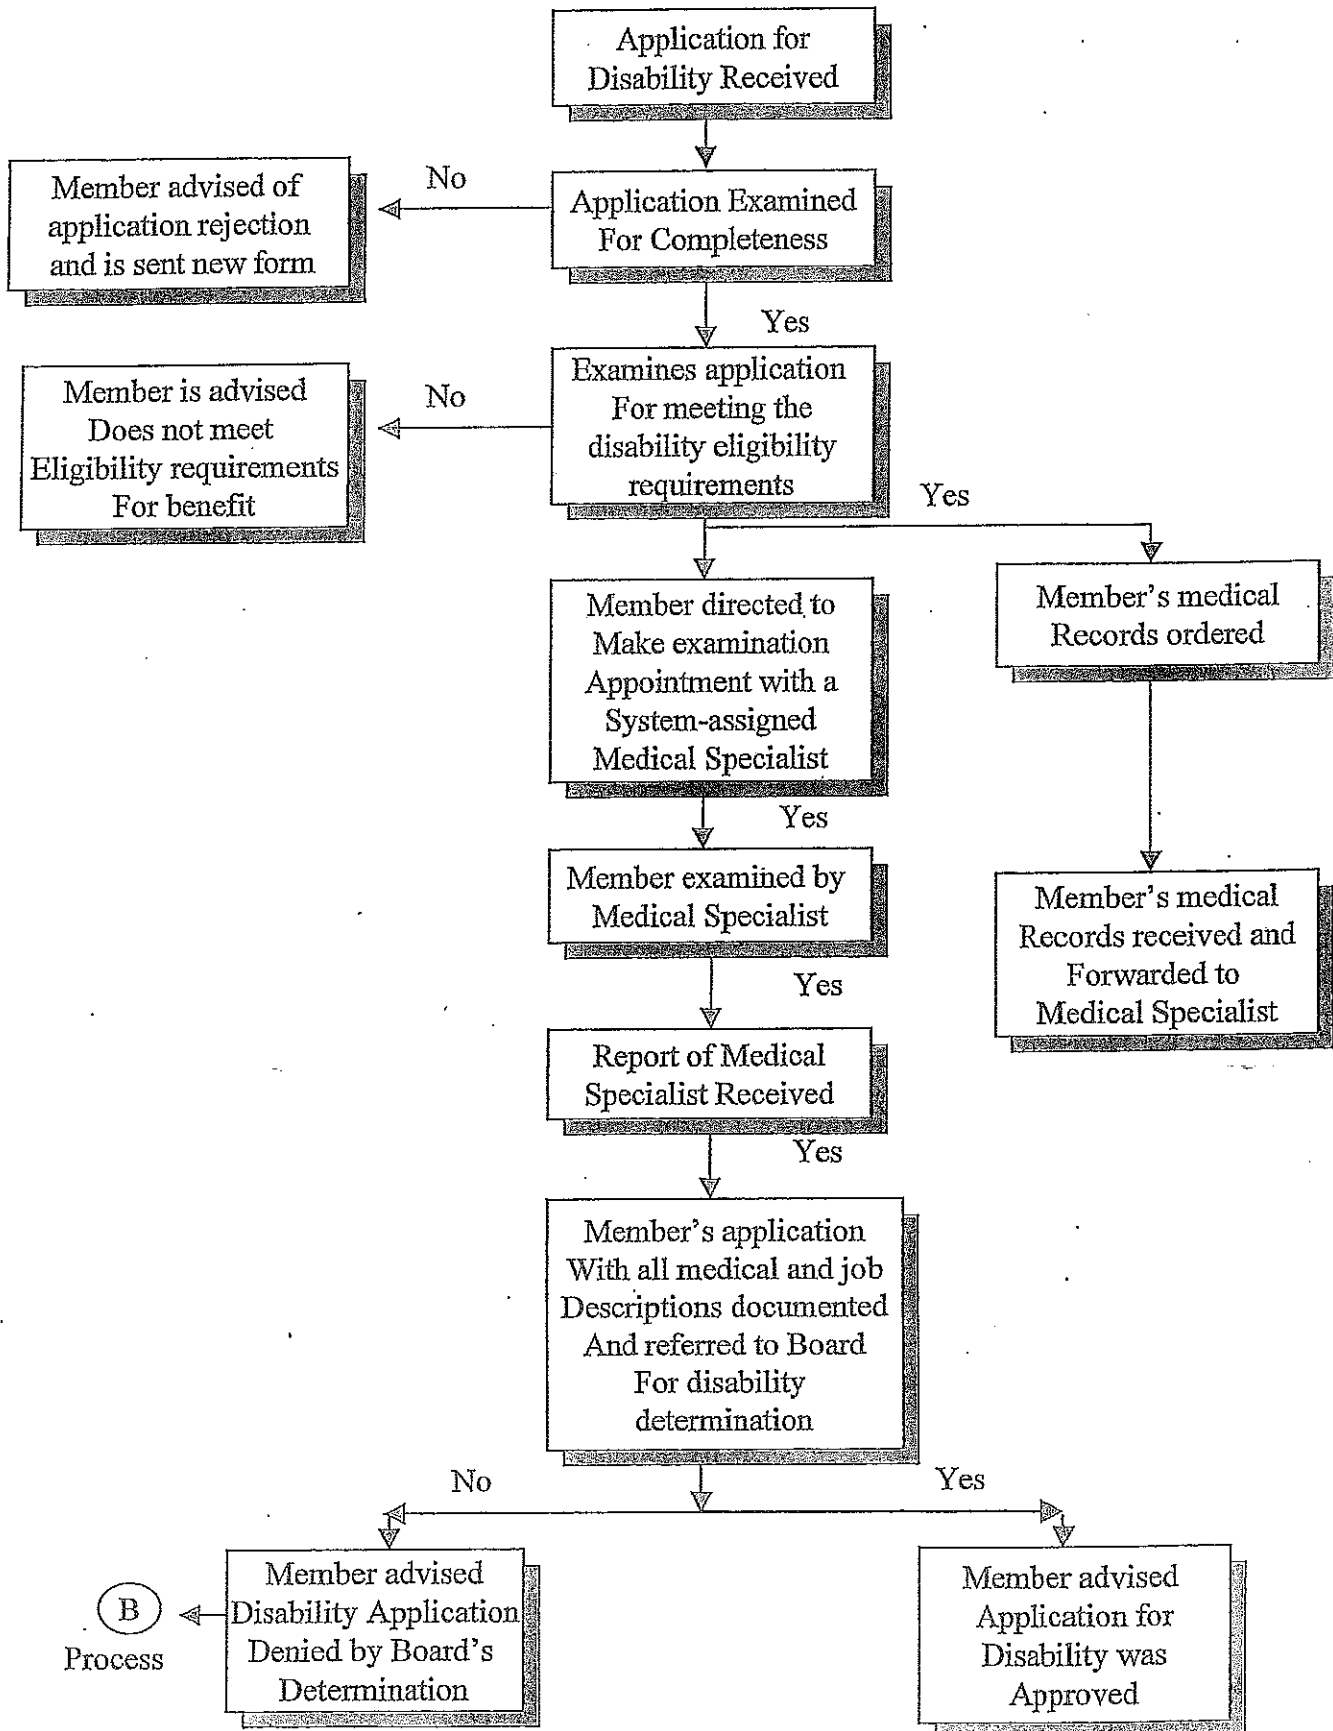 Application for
Disability Received
No
Member advised of
application rejection
and is sent new form
Application Examined
For Completeness
Yes
Member is advised
Does not meet
Eligibility requirements
For benefit
No
Examines application
For meeting the
disability eligibility
requirements
Yes
Member directed to
Make examination
Appointment with a
System-assigned
Medical Specialist
Member's medical
Records ordered
Yes
Member examined by
Medical Specialist
Member's medical
Records received and
Forwarded to
Medical Specialist
Yes
Report of Medical
Specialist Received
Yes
Member's application
With all medical and job
Descriptions documented
And referred to Board
For disability
determination
No
Yes
Member advised
Disability Application
Denied by Board's
Determination
B
Process
Member advised
Application for
Disability was
Approved